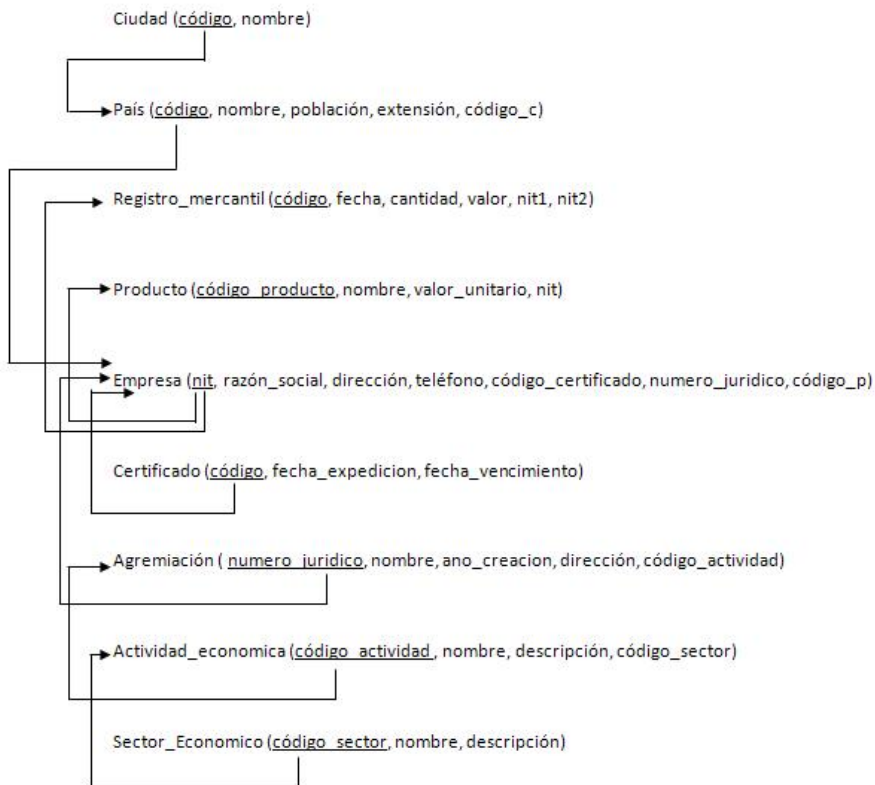 Ciudad (código, nombre)
País (código, nombre, población, extensión, código_c)
Registro_mercantil (código, fecha, cantidad, valor, nit1, nit2)
Producto (código_producto, nombre, valor_unitario, nit)
Empresa (nit, razón_social, dirección, teléfono, código_certificado, numero_juridico, código_p)
Certificado (código, fecha_expedicion, fecha_vencimiento)
Agremiación ( numero_juridico, nombre, ano_creacion, dirección, código_actividad)
Actividad_economica (código_actividad , nombre, descripción, código_sector)
Sector_Economico (código_sector, nombre, descripción)